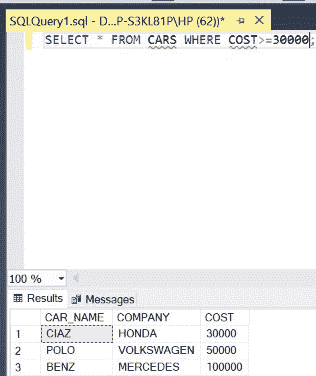 SQLQuery1.sql - D...P-S3KL81P\HP (62))*
SELECT * FROM CARS WHERE COST>=30000;
100 %
Results Messages
CAR_NAME COMPANY COST
1 CIAZ HONDA 30000
2 POLO VOLKSWAGEN 50000
3 BENZ MERCEDES 100000